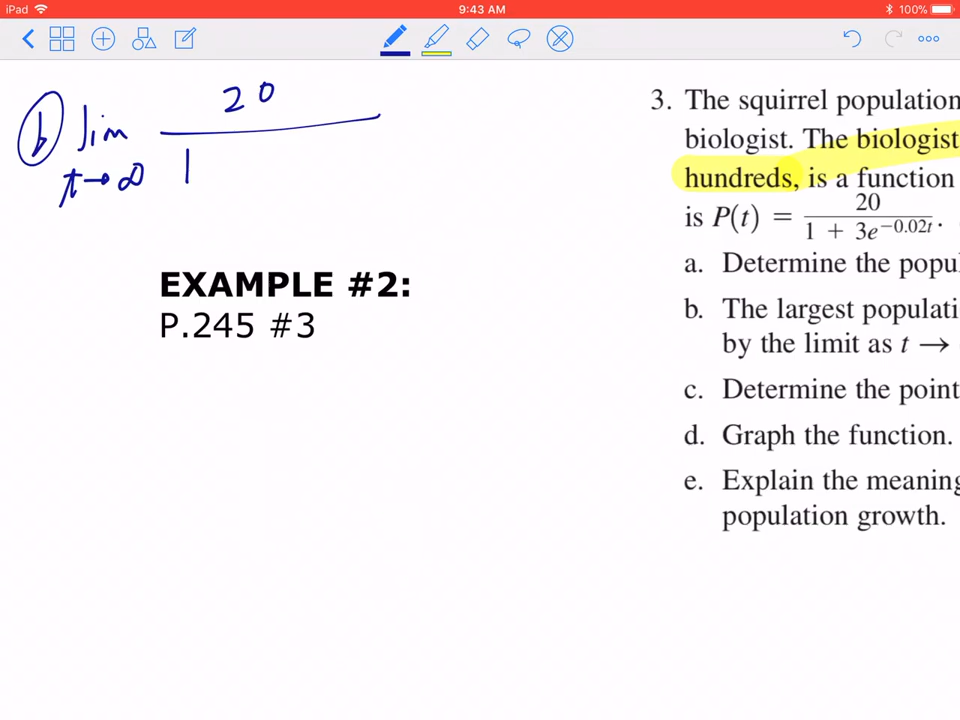 iPad 9:43 AM 100%
b lim t→∞ 20
1
EXAMPLE #2:
P.245 #3
3. The squirrel population
biologist. The biologist
hundreds, is a function
is P(t) = 20 / (1 + 3e^{−0.02t}).
a. Determine the popul
b. The largest populati
by the limit as t →
c. Determine the point
d. Graph the function.
e. Explain the meaning
population growth.